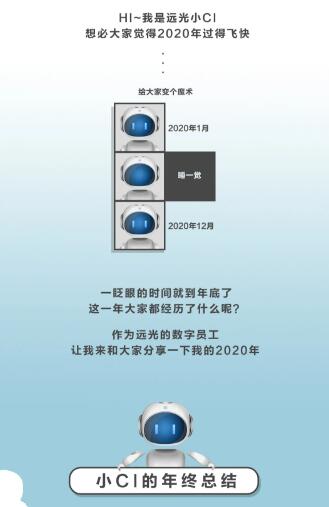 HI~我是远光小CI
想必大家觉得2020年过得飞快
给大家变个魔术
2020年1月
睡一觉
2020年12月
一眨眼的时间就到年底了
这一年大家都经历了什么呢?
作为远光的数字员工
让我来和大家分享一下我的2020年
小CI的年终总结